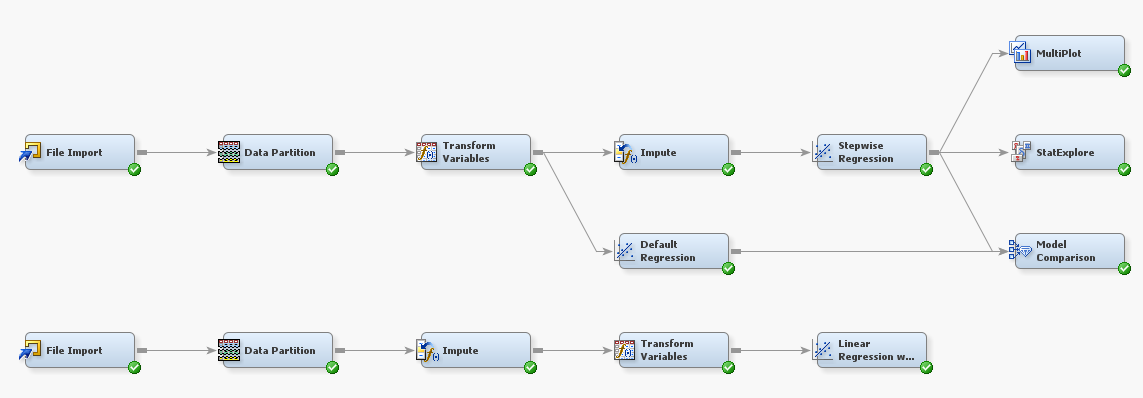 MultiPlot
File Import
Data Partition
Transform
Variables
Impute
Stepwise
Regression
StatExplore
Default
Regression
Model
Comparison
File Import
Data Partition
Impute
Transform
Variables
Linear
Regression w...